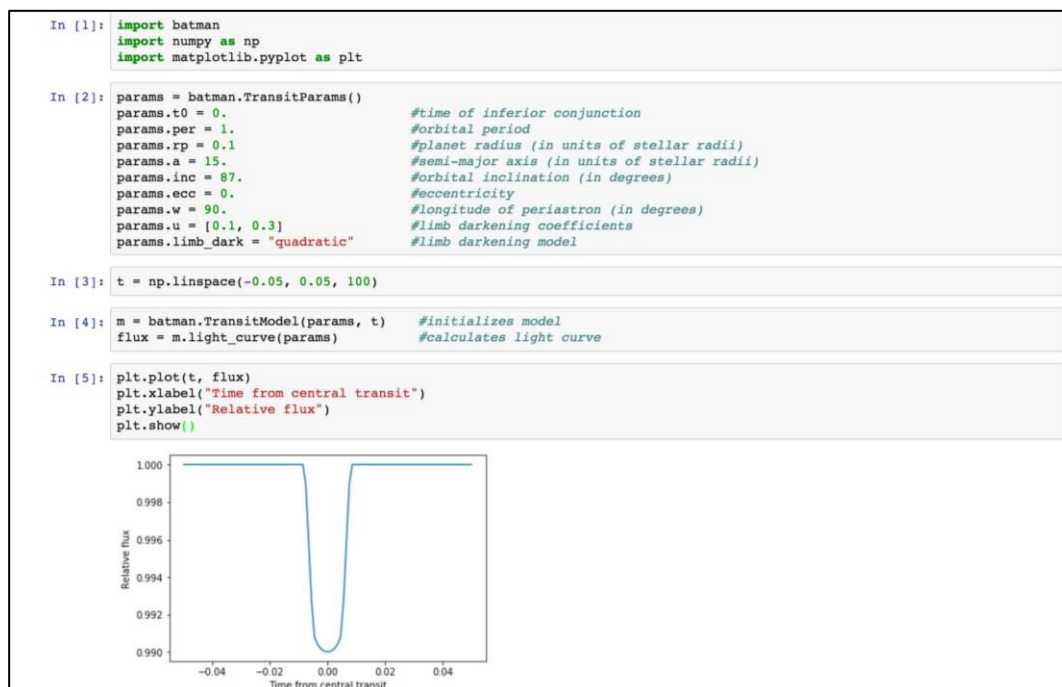 In [1]: import batman
import numpy as np
import matplotlib.pyplot as plt
In [2]: params = batman.TransitParams()
params.t0 = 0. #time of inferior conjunction
params.per = 1. #orbital period
params.rp = 0.1 #planet radius (in units of stellar radii)
params.a = 15. #semi-major axis (in units of stellar radii)
params.inc = 87. #orbital inclination (in degrees)
params.ecc = 0. #eccentricity
params.w = 90. #longitude of periastron (in degrees)
params.u = [0.1, 0.3] #limb darkening coefficients
params.limb_dark = "quadratic" #limb darkening model
In [3]: t = np.linspace(-0.05, 0.05, 100)
In [4]: m = batman.TransitModel(params, t) #initializes model
flux = m.light_curve(params) #calculates light curve
In [5]: plt.plot(t, flux)
plt.xlabel("Time from central transit")
plt.ylabel("Relative flux")
plt.show()
1.000
0.998
0.996
0.994
0.992
0.990
Relative flux
−0.04 −0.02 0.00 0.02 0.04
Time from central transit